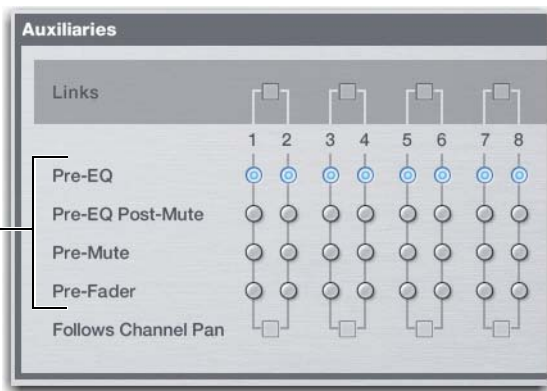 Auxiliaries
Links
1 2 3 4 5 6 7 8
Pre-EQ
Pre-EQ Post-Mute
Pre-Mute
Pre-Fader
Follows Channel Pan